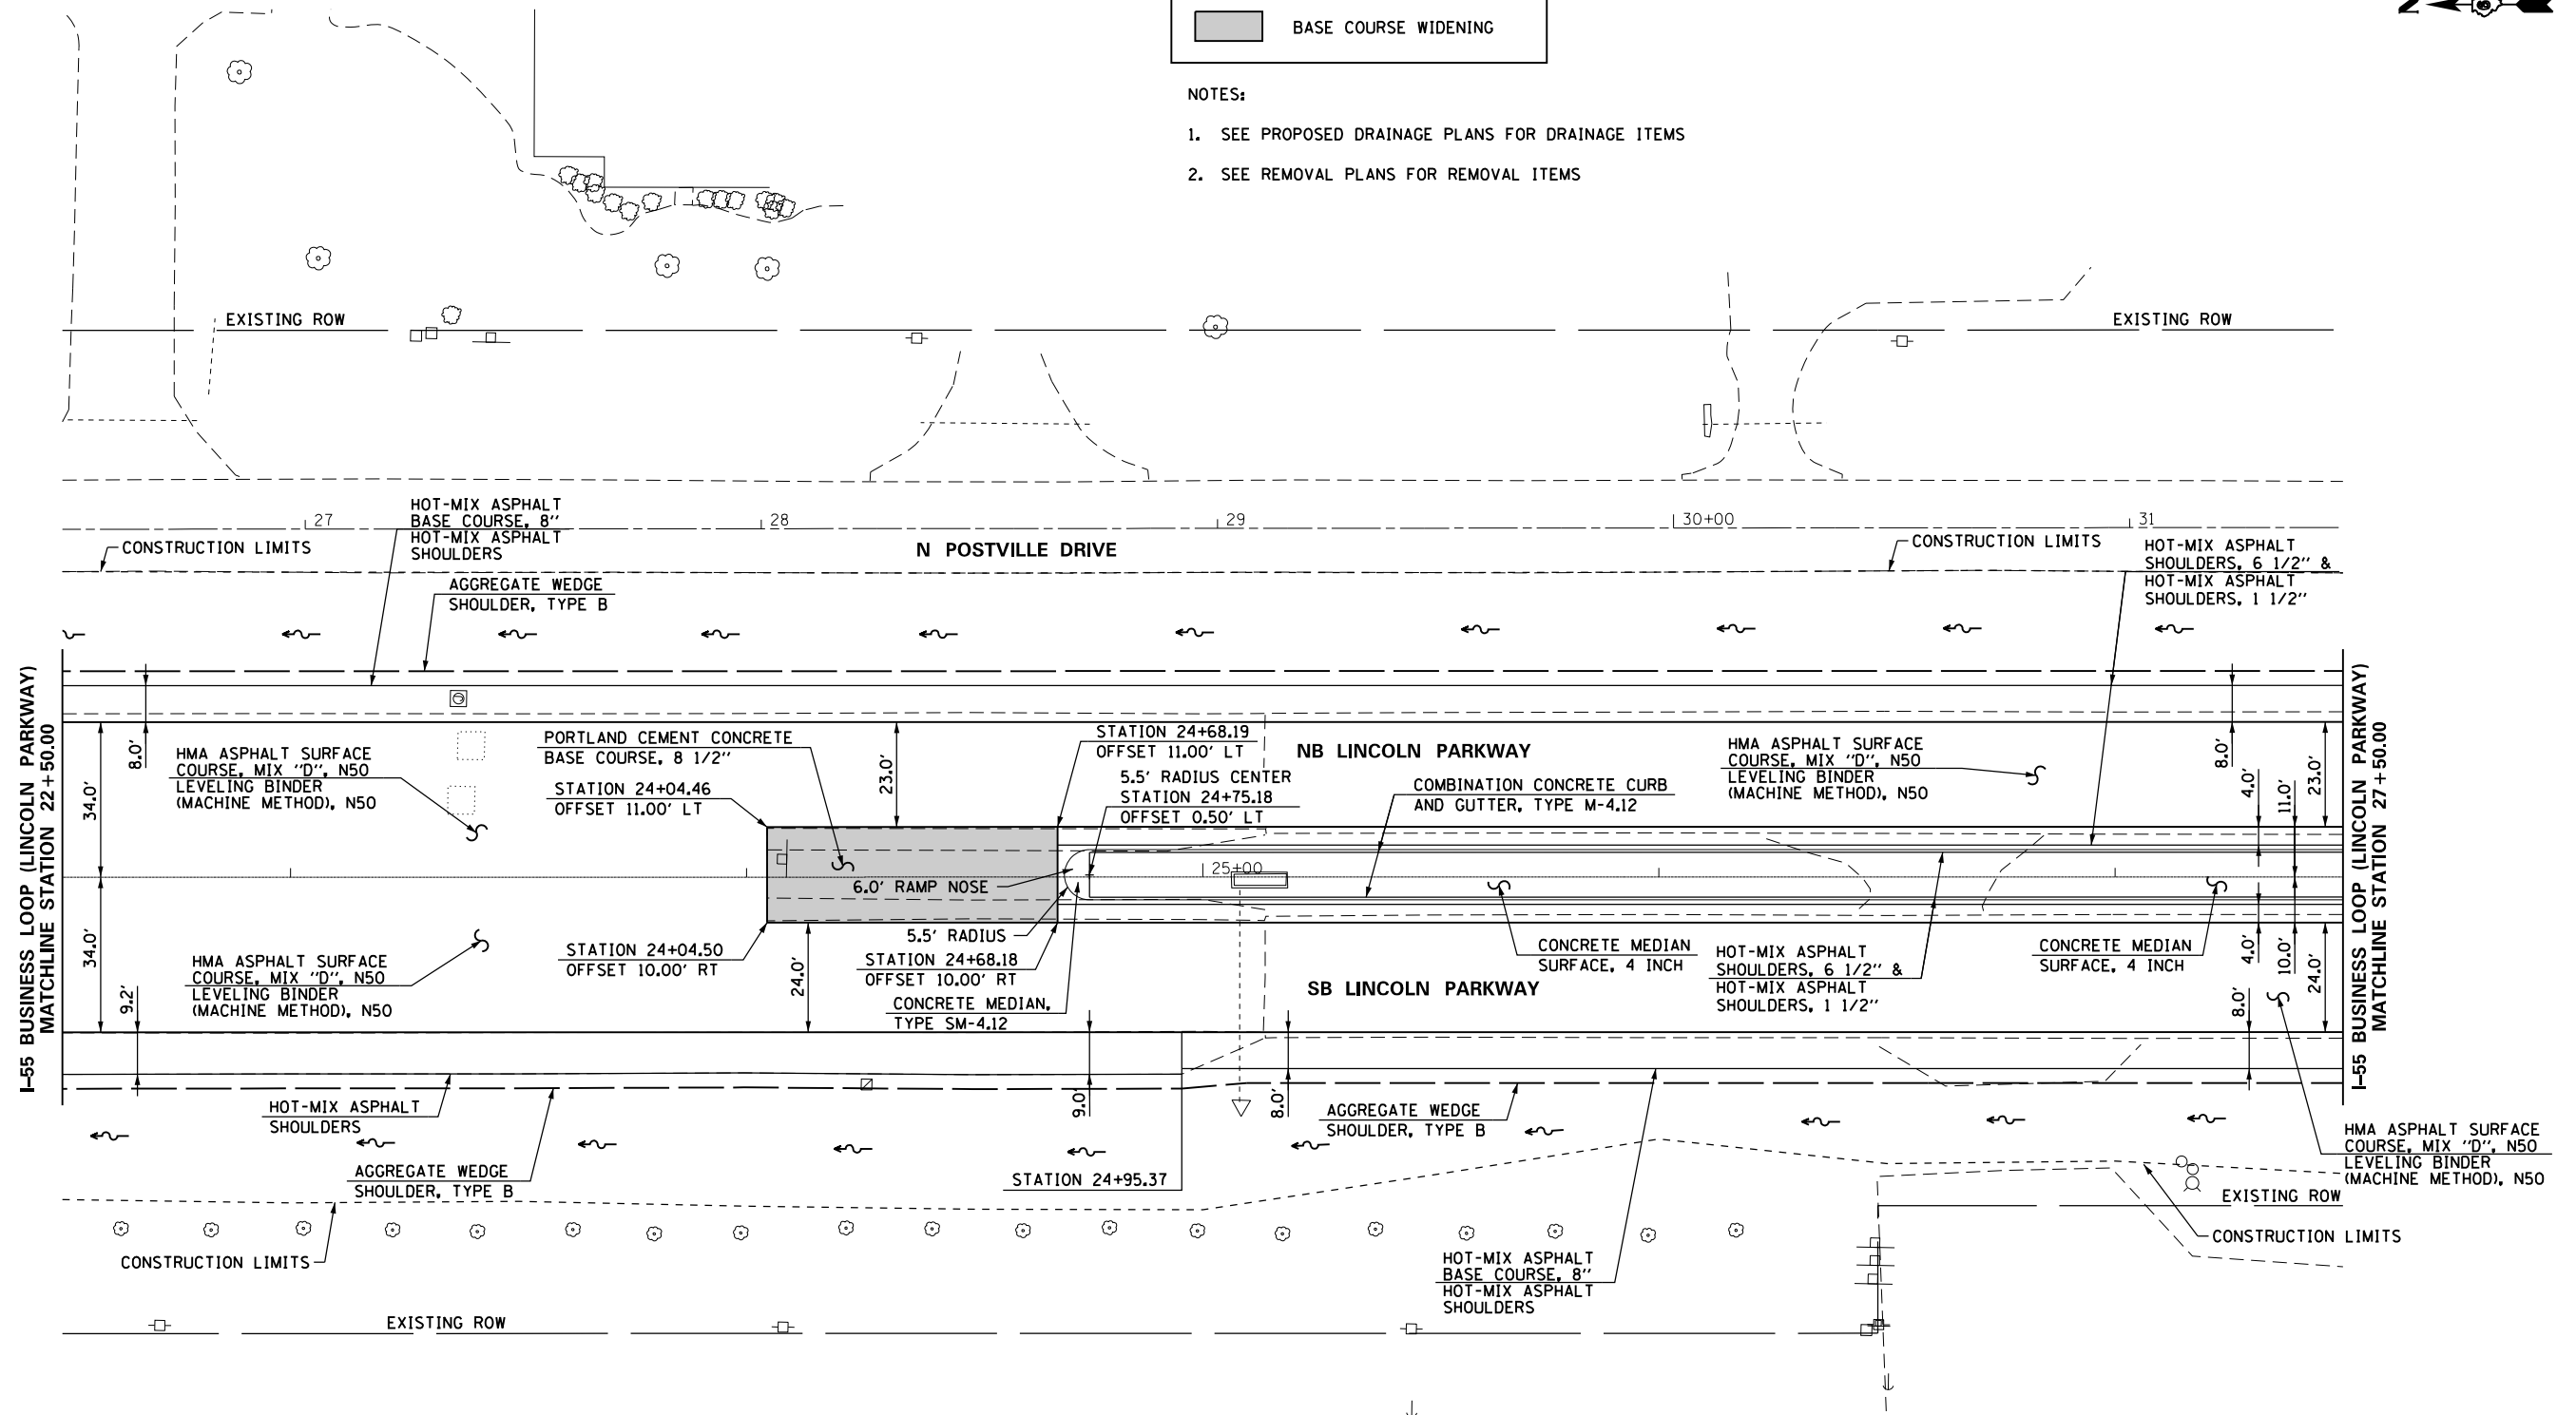 N
BASE COURSE WIDENING
NOTES:
1. SEE PROPOSED DRAINAGE PLANS FOR DRAINAGE ITEMS
2. SEE REMOVAL PLANS FOR REMOVAL ITEMS
EXISTING ROW
EXISTING ROW
HOT-MIX ASPHALT
BASE COURSE, 8"
HOT-MIX ASPHALT
SHOULDERS
27
28
29
30+00
31
CONSTRUCTION LIMITS
N POSTVILLE DRIVE
CONSTRUCTION LIMITS
HOT-MIX ASPHALT
SHOULDERS, 6 1/2" &
HOT-MIX ASPHALT
SHOULDERS, 1 1/2"
AGGREGATE WEDGE
SHOULDER, TYPE B
I-55 BUSINESS LOOP (LINCOLN PARKWAY)
MATCHLINE STATION 22+50.00
34.0'
8.0'
HMA ASPHALT SURFACE
COURSE, MIX "D", N50
LEVELING BINDER
(MACHINE METHOD), N50
PORTLAND CEMENT CONCRETE
BASE COURSE, 8 1/2"
STATION 24+04.46
OFFSET 11.00' LT
23.0'
STATION 24+68.19
OFFSET 11.00' LT
5.5' RADIUS CENTER
STATION 24+75.18
OFFSET 0.50' LT
NB LINCOLN PARKWAY
COMBINATION CONCRETE CURB
AND GUTTER, TYPE M-4.12
HMA ASPHALT SURFACE
COURSE, MIX "D", N50
LEVELING BINDER
(MACHINE METHOD), N50
8.0'
4.0'
11.0'
23.0'
I-55 BUSINESS LOOP (LINCOLN PARKWAY)
MATCHLINE STATION 27+50.00
25+00
6.0' RAMP NOSE
5.5' RADIUS
34.0'
9.2'
HMA ASPHALT SURFACE
COURSE, MIX "D", N50
LEVELING BINDER
(MACHINE METHOD), N50
STATION 24+04.50
OFFSET 10.00' RT
24.0'
STATION 24+68.18
OFFSET 10.00' RT
CONCRETE MEDIAN,
TYPE SM-4.12
SB LINCOLN PARKWAY
CONCRETE MEDIAN
SURFACE, 4 INCH
HOT-MIX ASPHALT
SHOULDERS, 6 1/2" &
HOT-MIX ASPHALT
SHOULDERS, 1 1/2"
CONCRETE MEDIAN
SURFACE, 4 INCH
4.0'
10.0'
24.0'
8.0'
HOT-MIX ASPHALT
SHOULDERS
AGGREGATE WEDGE
SHOULDER, TYPE B
9.0'
8.0'
STATION 24+95.37
AGGREGATE WEDGE
SHOULDER, TYPE B
HMA ASPHALT SURFACE
COURSE, MIX "D", N50
LEVELING BINDER
(MACHINE METHOD), N50
EXISTING ROW
CONSTRUCTION LIMITS
CONSTRUCTION LIMITS
HOT-MIX ASPHALT
BASE COURSE, 8"
HOT-MIX ASPHALT
SHOULDERS
EXISTING ROW